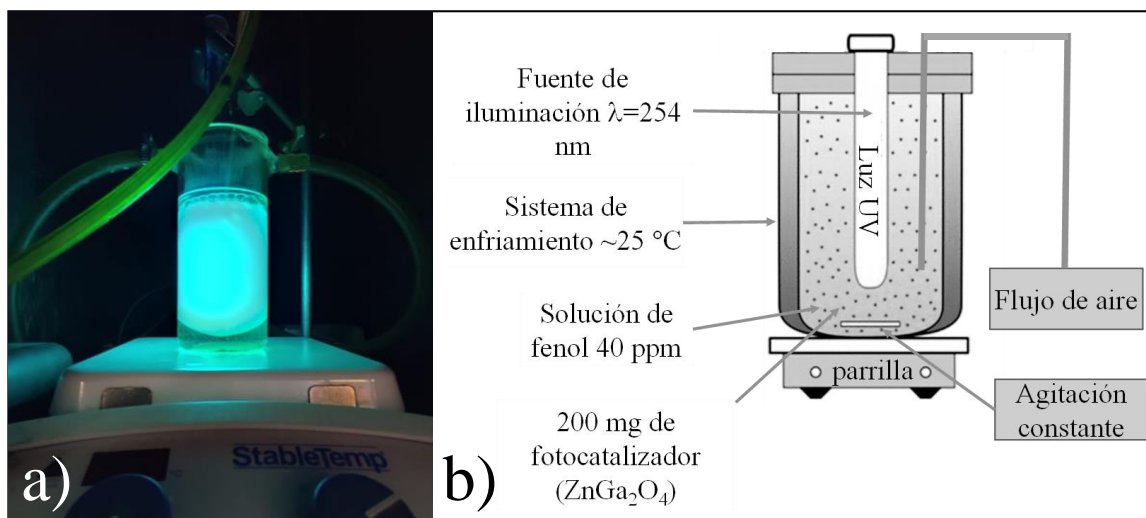 a)
StableTemp
b)
Fuente de
iluminación λ=254
nm
Sistema de
enfriamiento ~25 °C
Solución de
fenol 40 ppm
200 mg de
fotocatalizador
(ZnGa₂O₄)
Luz UV
parrilla
Flujo de aire
Agitación
constante